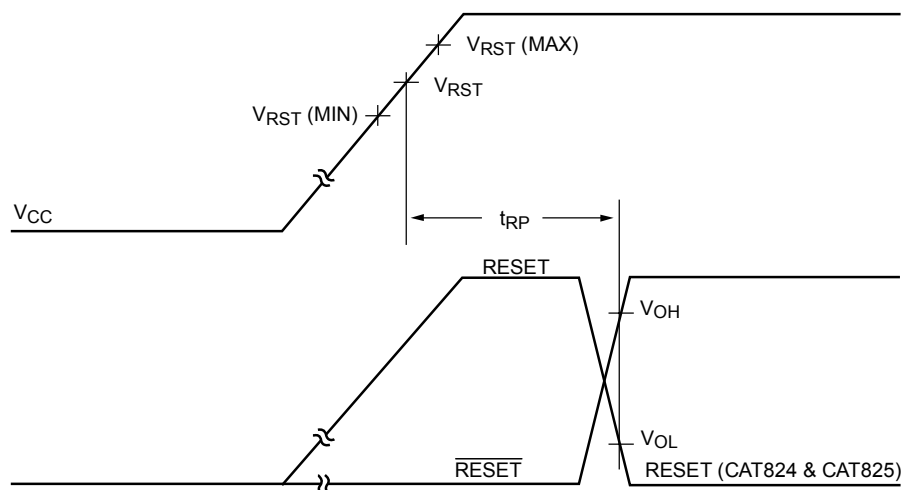 VRST (MAX)
VRST
VRST (MIN)
VCC
tRP
RESET
VOH
VOL
RESET
RESET (CAT824 & CAT825)